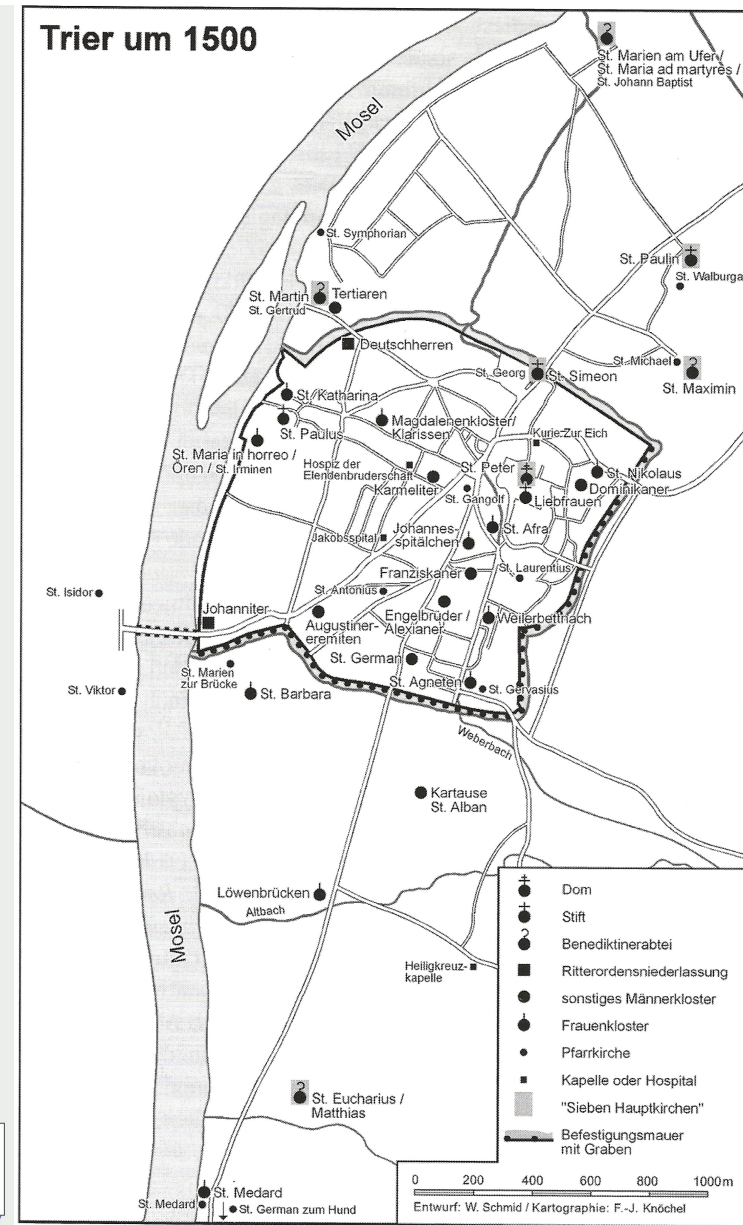 Trier um 1500
St. Marien am Ufer /
St. Maria ad martyres /
St. Johann Baptist
Mosel
St. Symphorian
St. Paulin
St. Walburga
St. Martin
St. Gertrud
Tertiaren
Deutschherren
St. Georg
St. Simeon
St. Michael
St. Maximin
St. Katharina
St. Paulus
Magdalenenkloster/
Klarissen
Kurie Zur Eich
St. Maria in horreo /
Ören / St. Irminen
Hospiz der
Elendenbruderschaft
Karmeliter
St. Peter
St. Gangolf
Liebfrauen
St. Nikolaus
Dominikaner
Jakobsspital
Johannes-
spitälchen
St. Afra
Franziskaner
St. Laurentius
St. Isidor
St. Antonius
Johanniter
Augustiner-
eremiten
Engelbrüder /
Alexianer
Weilerbettnach
St. German
St. Marien
zur Brücke
St. Viktor
St. Barbara
St. Agneten
St. Gervasius
Weberbach
Kartause
St. Alban
Löwenbrücken
Altbach
Mosel
Heiligkreuz-
kapelle
St. Eucharius /
Matthias
St. Medard
St. Medard
St. German zum Hund
Dom
Stift
Benediktinerabtei
Ritterordensniederlassung
sonstiges Männerkloster
Frauenkloster
Pfarrkirche
Kapelle oder Hospital
"Sieben Hauptkirchen"
Befestigungsmauer
mit Graben
0 200 400 600 800 1000m
Entwurf: W. Schmid / Kartographie: F.-J. Knöchel